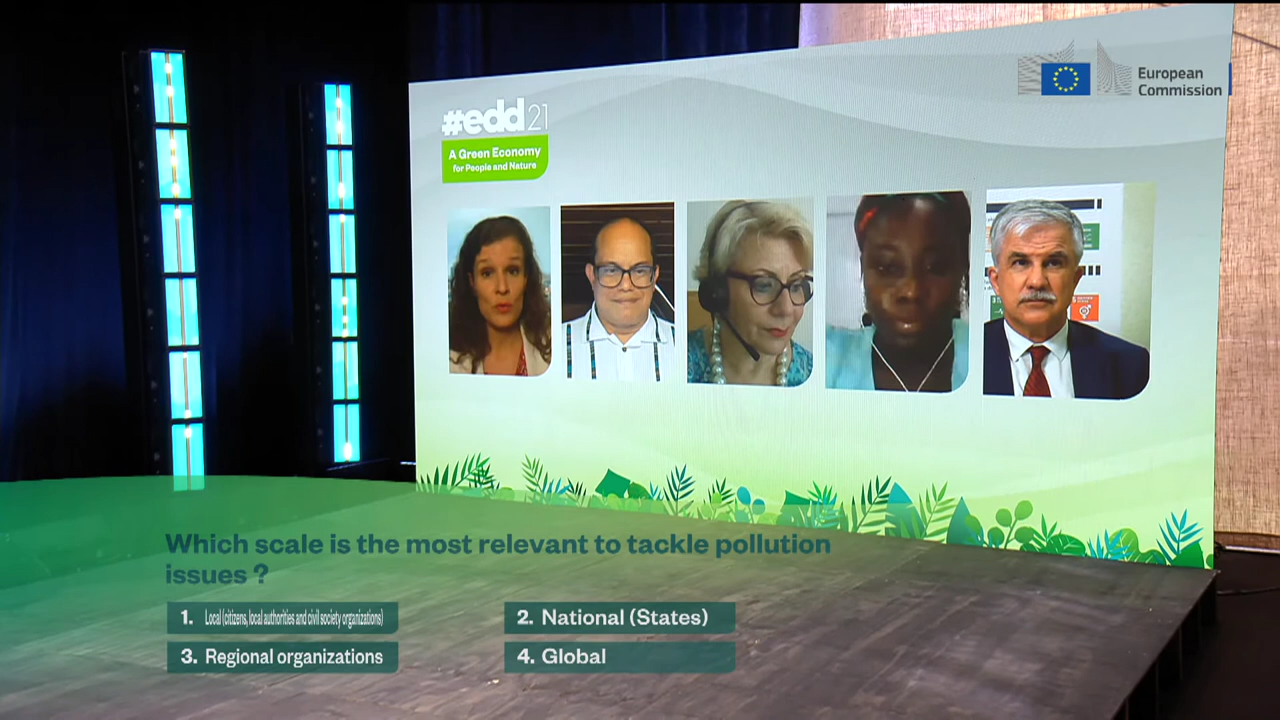 #edd21
A Green Economy
for People and Nature
European
Commission
Which scale is the most relevant to tackle pollution
issues ?
1. Local (citizens, local authorities and civil society organizations)
2. National (States)
3. Regional organizations
4. Global